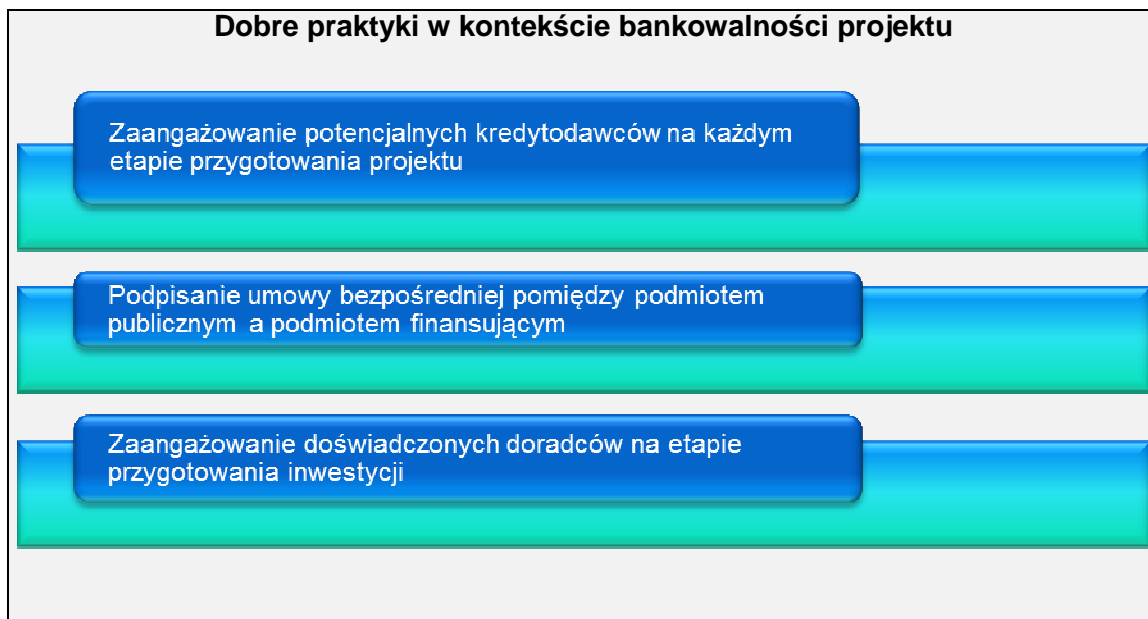 Dobre praktyki w kontekście bankowalności projektu
Zaangażowanie potencjalnych kredytodawców na każdym
etapie przygotowania projektu
Podpisanie umowy bezpośredniej pomiędzy podmiotem
publicznym a podmiotem finansującym
Zaangażowanie doświadczonych doradców na etapie
przygotowania inwestycji